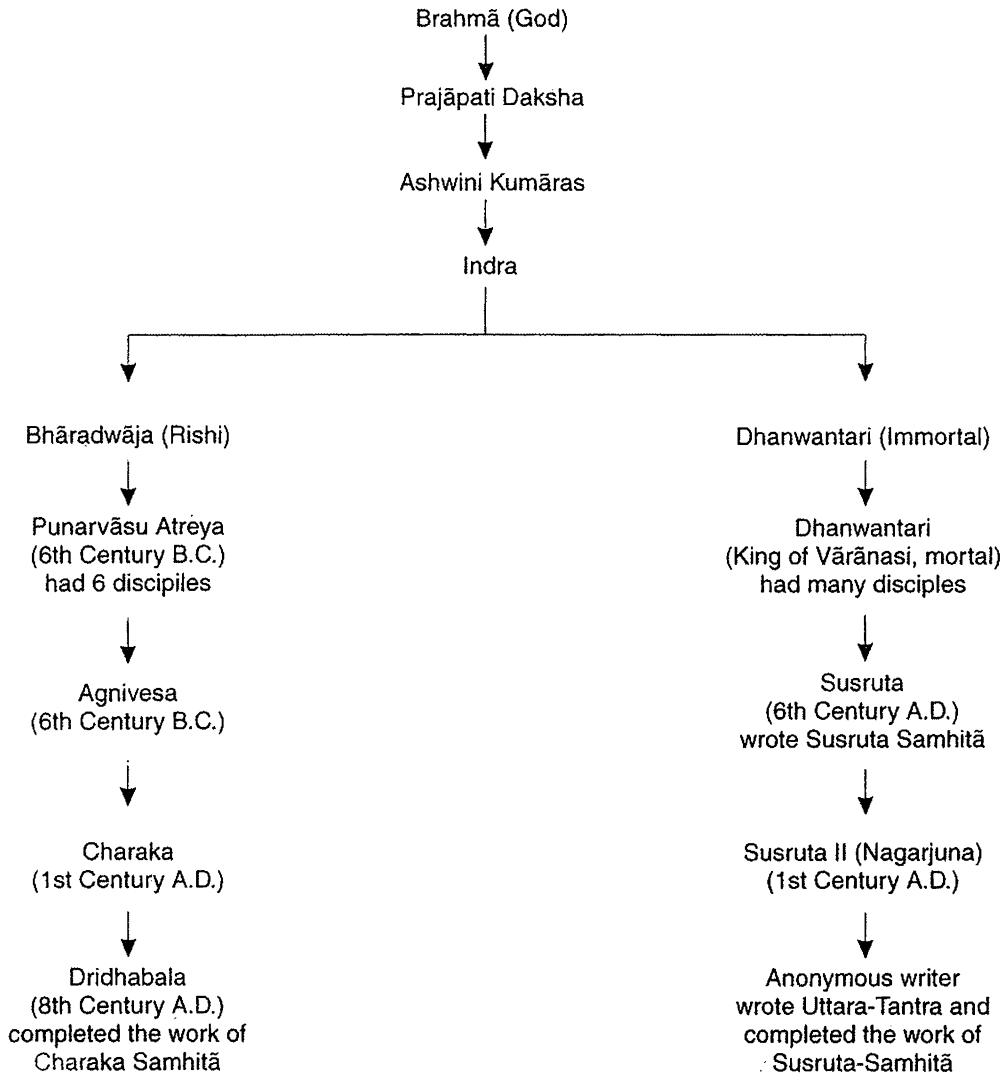 Brahmã (God)
Prajãpati Daksha
Ashwini Kumãras
Indra
Bhãradwãja (Rishi)
Punarvãsu Atreya
(6th Century B.C.)
had 6 discipiles
Agnivesa
(6th Century B.C.)
Charaka
(1st Century A.D.)
Dridhabala
(8th Century A.D.)
completed the work of
Charaka Samhitã
Dhanwantari (Immortal)
Dhanwantari
(King of Vãrãnasi, mortal)
had many disciples
Susruta
(6th Century A.D.)
wrote Susruta Samhitã
Susruta II (Nagarjuna)
(1st Century A.D.)
Anonymous writer
wrote Uttara-Tantra and
completed the work of
Susruta-Samhitã